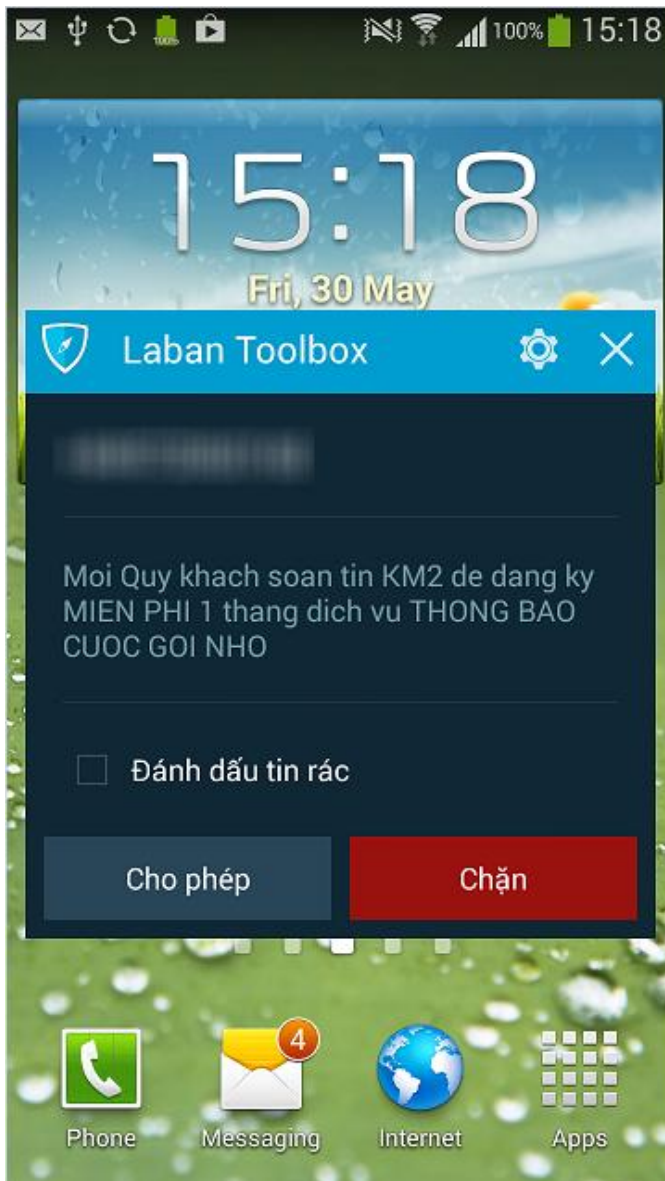 100%
100%
15:18
15:18
Fri, 30 May
Laban Toolbox
Moi Quy khach soan tin KM2 de dang ky
MIEN PHI 1 thang dich vu THONG BAO
CUOC GOI NHO
Đánh dấu tin rác
Cho phép
Chặn
4
Phone
Messaging
Internet
Apps